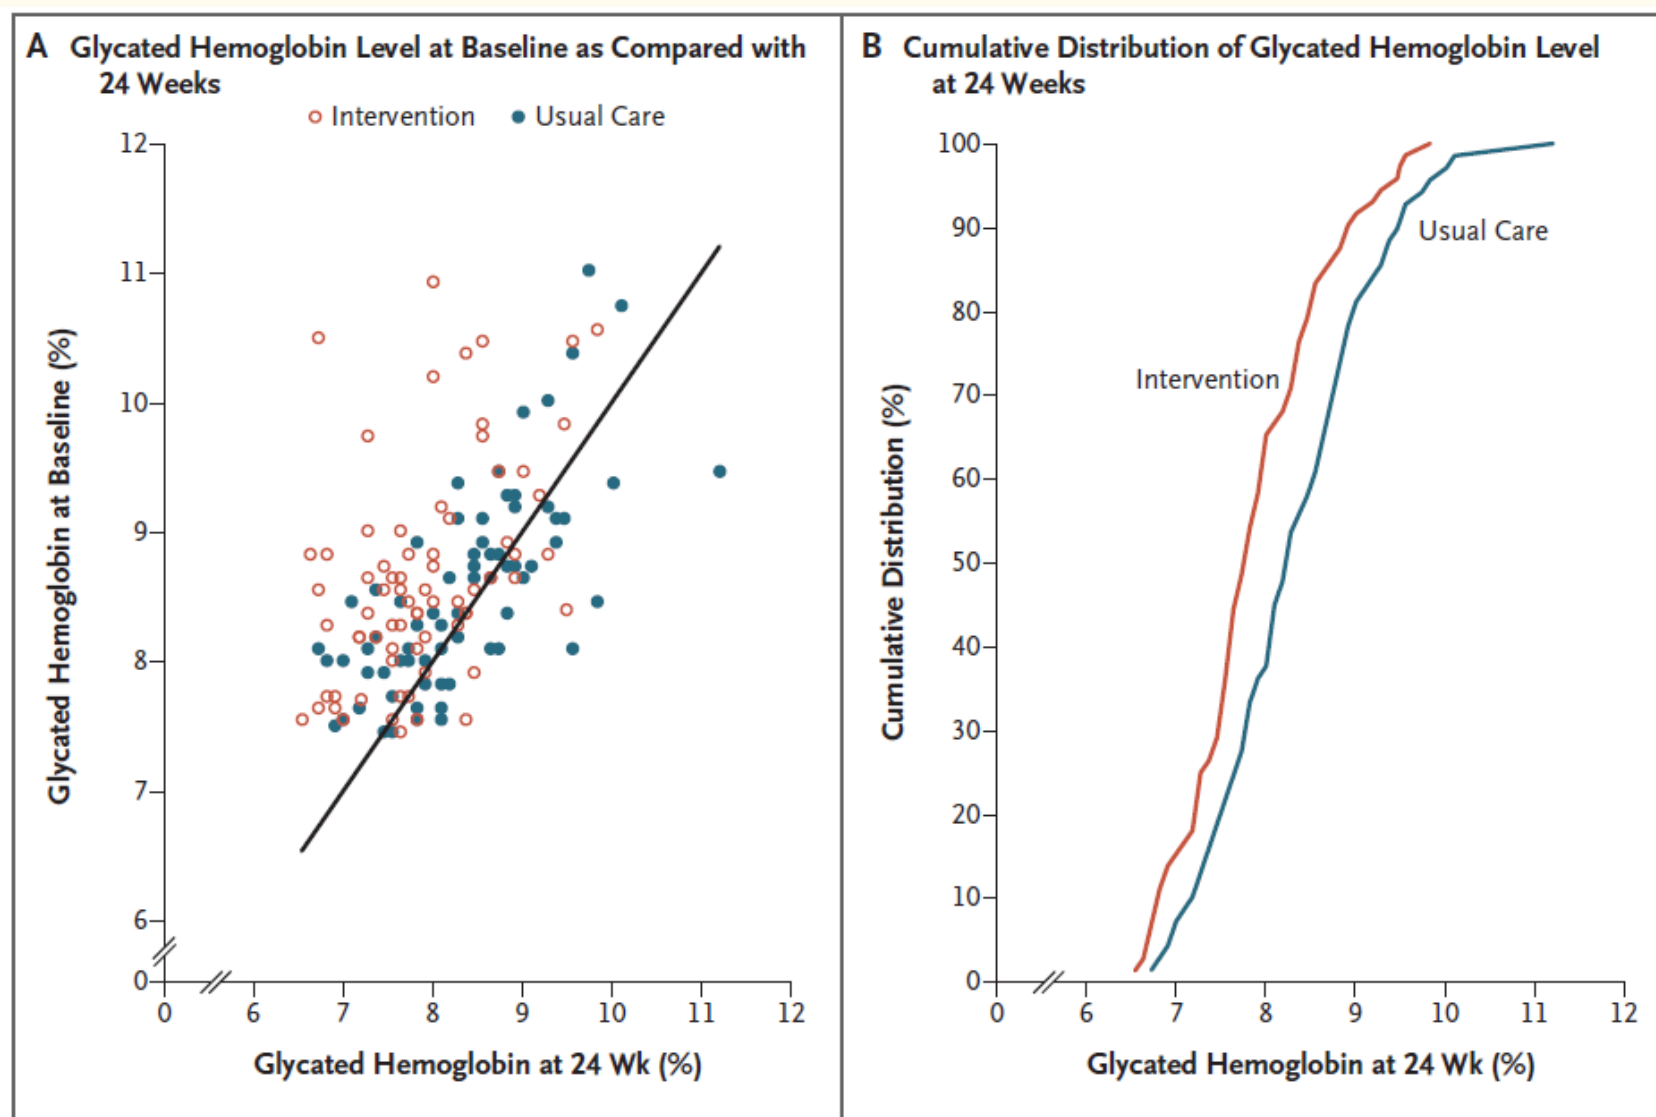 A Glycated Hemoglobin Level at Baseline as Compared with
24 Weeks
Intervention Usual Care
12
11
10
9
8
7
6
0
0 6 7 8 9 10 11 12
Glycated Hemoglobin at Baseline (%)
Glycated Hemoglobin at 24 Wk (%)
B Cumulative Distribution of Glycated Hemoglobin Level
at 24 Weeks
100
90
80
70
60
50
40
30
20
10
0
Usual Care
Intervention
0 6 7 8 9 10 11 12
Cumulative Distribution (%)
Glycated Hemoglobin at 24 Wk (%)